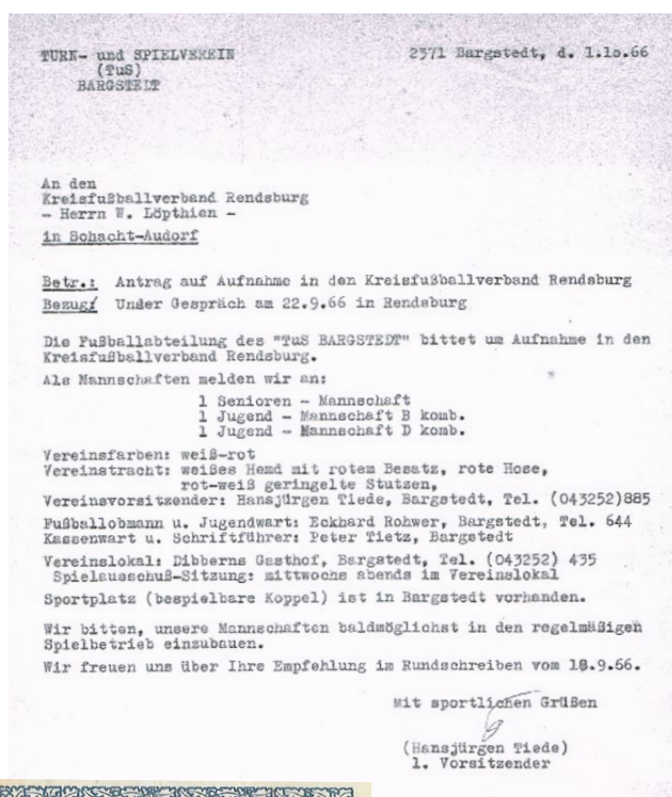 TURN- und SPIELVEREIN
(TuS)
BARGSTEDT
2371 Bargstedt, d. 1.10.66
An den
Kreisfußballverband Rendsburg
- Herrn W. Löpthien -
in Schacht-Audorf
Betr.: Antrag auf Aufnahme in den Kreisfußballverband Rendsburg
Bezug: Unser Gespräch am 22.9.66 in Rendsburg
Die Fußballabteilung des "TuS BARGSTEDT" bittet um Aufnahme in den
Kreisfußballverband Rendsburg.
Als Mannschaften melden wir an:
1 Senioren - Mannschaft
1 Jugend - Mannschaft B komb.
1 Jugend - Mannschaft D komb.
Vereinsfarben: weiß-rot
Vereinstracht: weißes Hemd mit rotem Besatz, rote Hose,
rot-weiß geringelte Stutzen,
Vereinsvorsitzender: Hansjürgen Tiede, Bargstedt, Tel. (043252)885
Fußballobmann u. Jugendwart: Eckhard Rohwer, Bargstedt, Tel. 644
Kassenwart u. Schriftführer: Peter Tietz, Bargstedt
Vereinslokal: Dibberns Gasthof, Bargstedt, Tel. (043252) 435
Spielausschuß-Sitzung: mittwochs abends im Vereinslokal
Sportplatz (bespielbare Koppel) ist in Bargstedt vorhanden.
Wir bitten, unsere Mannschaften baldmöglichst in den regelmäßigen
Spielbetrieb einzubauen.
Wir freuen uns über Ihre Empfehlung im Rundschreiben vom 18.9.66.
Mit sportlichen Grüßen
(Hansjürgen Tiede)
1. Vorsitzender